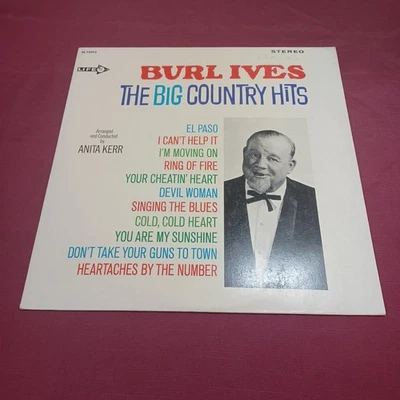 STEREO
BURL IVES
THE BIG COUNTRY HITS
Arranged
and Conducted
by
ANITA KERR
EL PASO
I CAN'T HELP IT
I'M MOVING ON
RING OF FIRE
YOUR CHEATIN' HEART
DEVIL WOMAN
SINGING THE BLUES
COLD, COLD HEART
YOU ARE MY SUNSHINE
DON'T TAKE YOUR GUNS TO TOWN
HEARTACHES BY THE NUMBER